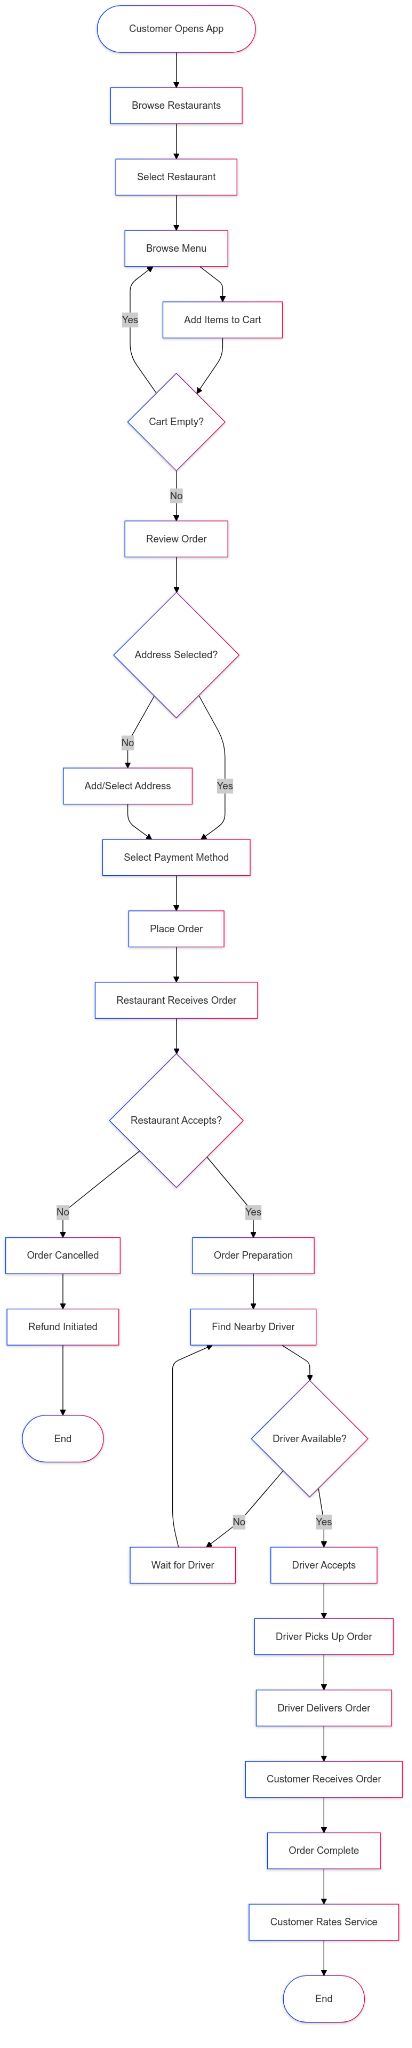 Customer Opens App
Browse Restaurants
Select Restaurant
Browse Menu
Yes
Add Items to Cart
Cart Empty?
No
Review Order
Address Selected?
No
Add/Select Address
Yes
Select Payment Method
Place Order
Restaurant Receives Order
Restaurant Accepts?
No
Yes
Order Cancelled
Order Preparation
Refund Initiated
Find Nearby Driver
End
Driver Available?
No
Yes
Wait for Driver
Driver Accepts
Driver Picks Up Order
Driver Delivers Order
Customer Receives Order
Order Complete
Customer Rates Service
End